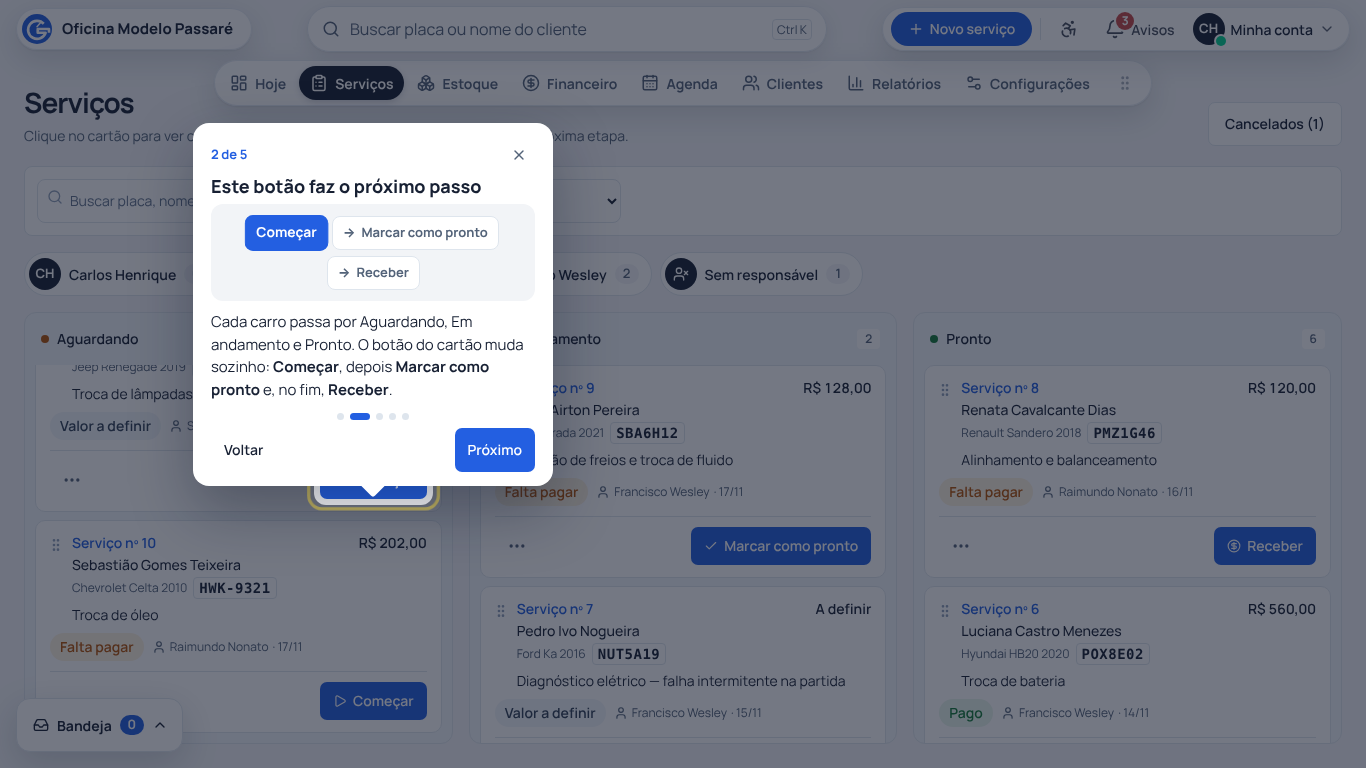 Oficina Modelo Passaré
Buscar placa ou nome do cliente
Ctrl K
Novo serviço
3
Avisos
CH
Minha conta
Hoje
Serviços
Estoque
Financeiro
Agenda
Clientes
Relatórios
Configurações
Serviços
Clique no cartão para ver
xima etapa.
Cancelados (1)
2 de 5
Este botão faz o próximo passo
Começar
Marcar como pronto
Receber
Cada carro passa por Aguardando, Em
andamento e Pronto. O botão do cartão muda
sozinho: Começar, depois Marcar como
pronto e, no fim, Receber.
Voltar
Próximo
Buscar placa, nome
CH Carlos Henrique
Wesley 2
Sem responsável 1
Aguardando
Jeep Renegade 2019
Troca de lâmpadas
Valor a definir
Serviço nº 10
R$ 202,00
Sebastião Gomes Teixeira
Chevrolet Celta 2010
HWK-9321
Troca de óleo
Falta pagar
Raimundo Nonato · 17/11
Começar
Bandeja 0
amento
2
Serviço nº 9
R$ 128,00
Airton Pereira
rada 2021
SBA6H12
ão de freios e troca de fluido
Falta pagar
Francisco Wesley · 17/11
Marcar como pronto
Serviço nº 7
A definir
Pedro Ivo Nogueira
Ford Ka 2016
NUT5A19
Diagnóstico elétrico — falha intermitente na partida
Valor a definir
Francisco Wesley · 15/11
Pronto
6
Serviço nº 8
R$ 120,00
Renata Cavalcante Dias
Renault Sandero 2018
PMZ1G46
Alinhamento e balanceamento
Falta pagar
Raimundo Nonato · 16/11
Receber
Serviço nº 6
R$ 560,00
Luciana Castro Menezes
Hyundai HB20 2020
POX8E02
Troca de bateria
Pago
Francisco Wesley · 14/11